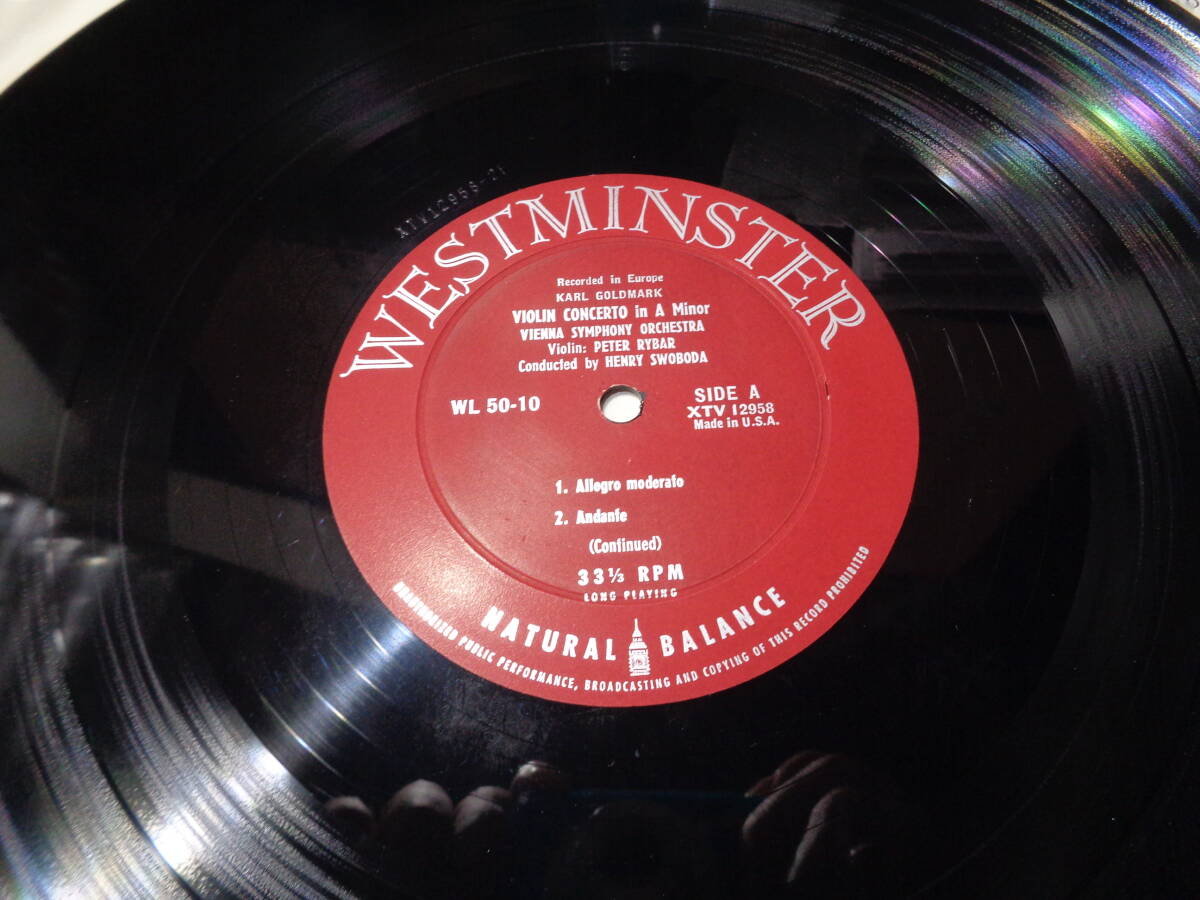 WESTMINSTER
Recorded in Europe
KARL GOLDMARK
VIOLIN CONCERTO in A Minor
VIENNA SYMPHONY ORCHESTRA
Violin: PETER RYBAR
Conducted by HENRY SWOBODA
WL 50-10
SIDE A
XTV 12958
Made in U.S.A.
1. Allegro moderato
2. Andante
(Continued)
33⅓ RPM
LONG PLAYING
NATURAL BALANCE
UNAUTHORIZED PUBLIC PERFORMANCE, BROADCASTING AND COPYING OF THIS RECORD PROHIBITED